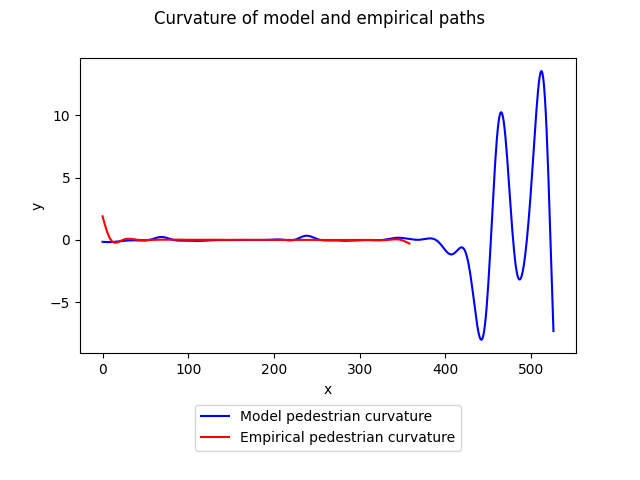 Curvature of model and empirical paths
10
5
0
−5
y
0 100 200 300 400 500
x
Model pedestrian curvature
Empirical pedestrian curvature